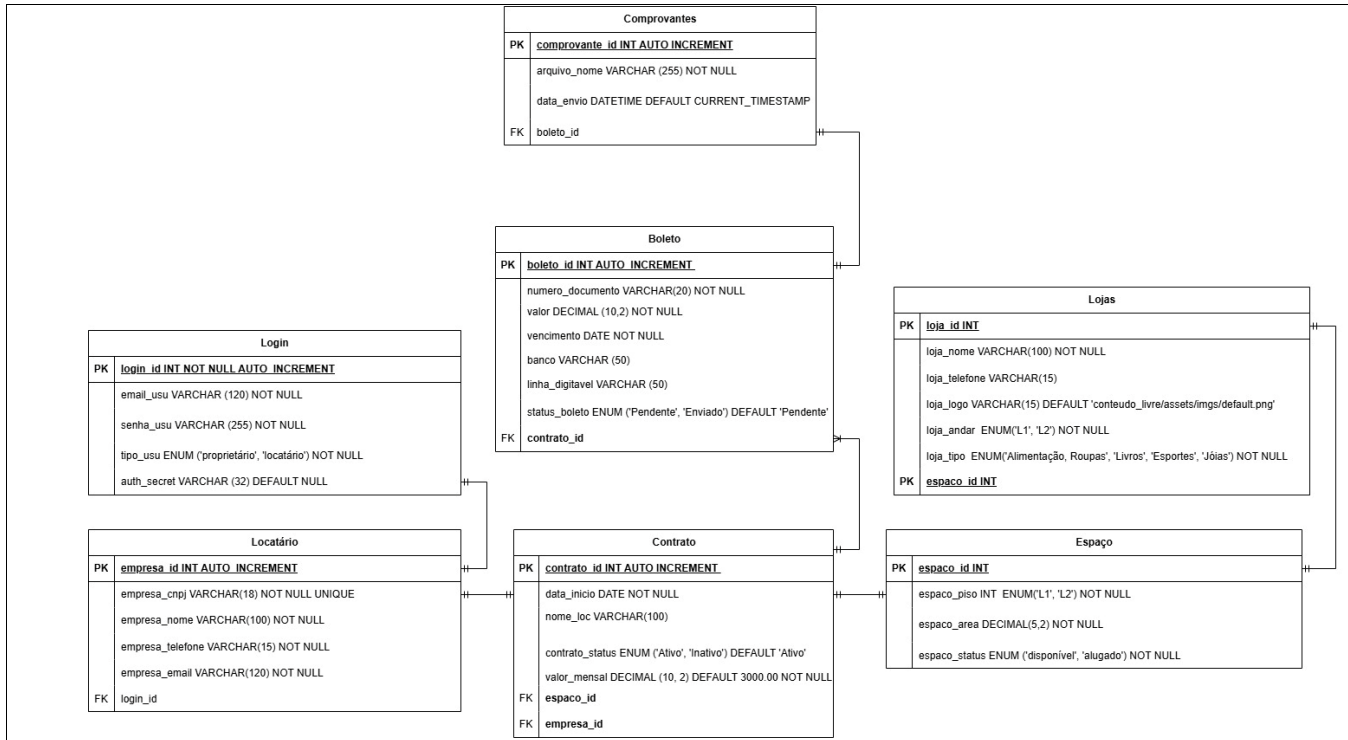 Comprovantes
PK comprovante_id INT AUTO INCREMENT
arquivo_nome VARCHAR (255) NOT NULL
data_envio DATETIME DEFAULT CURRENT_TIMESTAMP
FK boleto_id
Boleto
PK boleto_id INT AUTO_INCREMENT
numero_documento VARCHAR(20) NOT NULL
valor DECIMAL (10,2) NOT NULL
vencimento DATE NOT NULL
banco VARCHAR (50)
linha_digitavel VARCHAR (50)
status_boleto ENUM ('Pendente', 'Enviado') DEFAULT 'Pendente'
FK contrato_id
Lojas
PK loja_id INT
loja_nome VARCHAR(100) NOT NULL
loja_telefone VARCHAR(15)
loja_logo VARCHAR(15) DEFAULT 'conteudo_livre/assets/imgs/default.png'
loja_andar ENUM('L1', 'L2') NOT NULL
loja_tipo ENUM('Alimentação, Roupas', 'Livros', 'Esportes', 'Jóias') NOT NULL
PK espaco_id INT
Login
PK login_id INT NOT NULL AUTO_INCREMENT
email_usu VARCHAR (120) NOT NULL
senha_usu VARCHAR (255) NOT NULL
tipo_usu ENUM ('proprietário', 'locatário') NOT NULL
auth_secret VARCHAR (32) DEFAULT NULL
Locatário
PK empresa_id INT AUTO_INCREMENT
empresa_cnpj VARCHAR(18) NOT NULL UNIQUE
empresa_nome VARCHAR(100) NOT NULL
empresa_telefone VARCHAR(15) NOT NULL
empresa_email VARCHAR(120) NOT NULL
FK login_id
Contrato
PK contrato_id INT AUTO INCREMENT
data_inicio DATE NOT NULL
nome_loc VARCHAR(100)
contrato_status ENUM ('Ativo', 'Inativo') DEFAULT 'Ativo'
valor_mensal DECIMAL (10, 2) DEFAULT 3000.00 NOT NULL
FK espaco_id
FK empresa_id
Espaço
PK espaco_id INT
espaco_piso INT ENUM('L1', 'L2') NOT NULL
espaco_area DECIMAL(5,2) NOT NULL
espaco_status ENUM ('disponível', 'alugado') NOT NULL